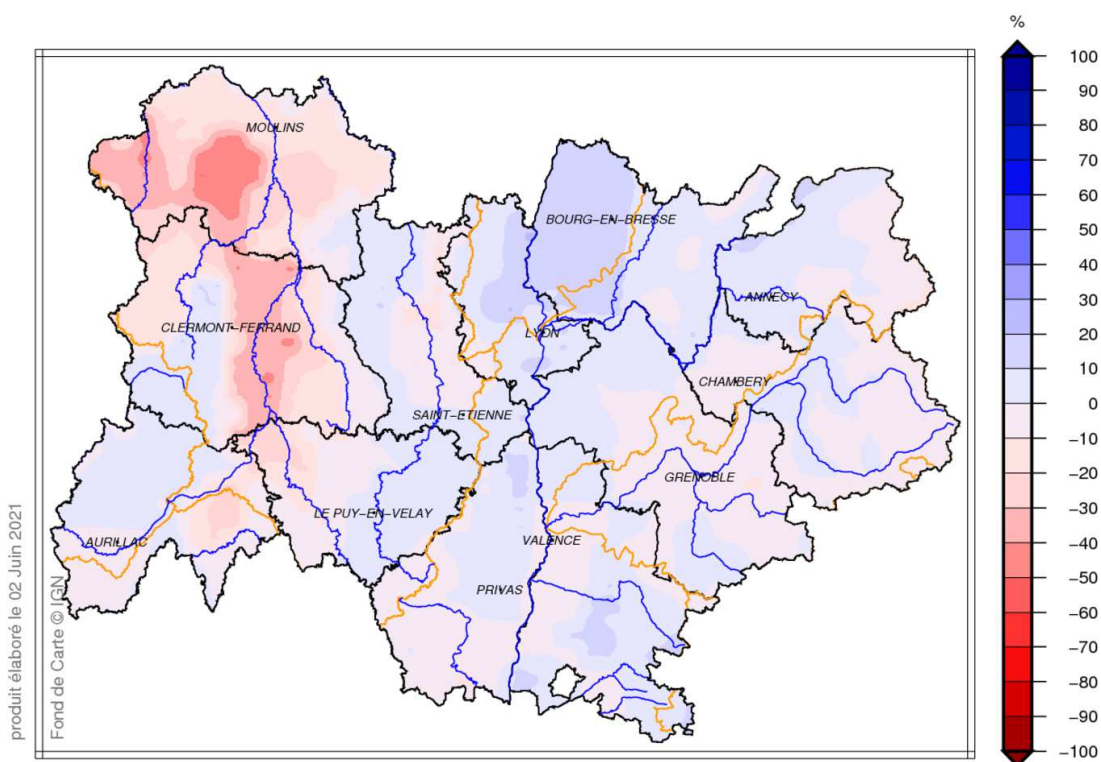 %
100
90
80
70
60
50
40
30
20
10
0
−10
−20
−30
−40
−50
−60
−70
−80
−90
−100
MOULINS
BOURG−EN−BRESSE
ANNECY
CLERMONT−FERRAND
LYON
CHAMBERY
SAINT−ETIENNE
GRENOBLE
LE PUY−EN−VELAY
AURILLAC
VALENCE
PRIVAS
produit élaboré le 02 Juin 2021
Fond de Carte © IGN